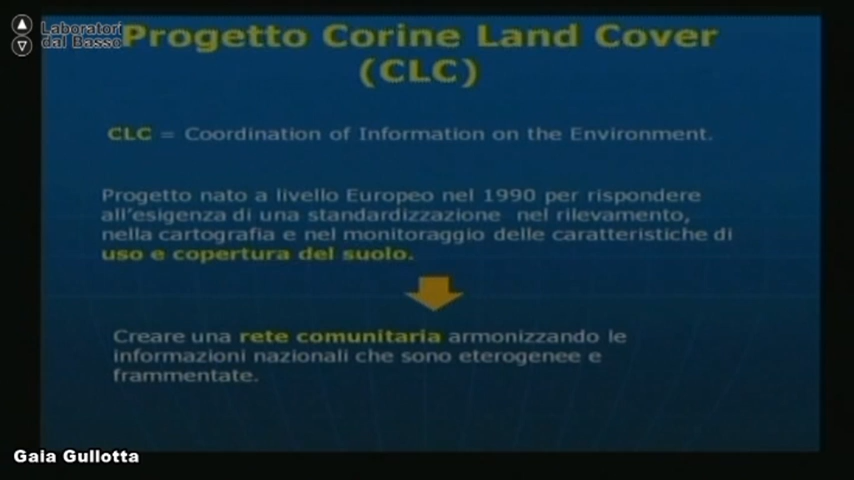 Laboratori
dal Basso
Progetto Corine Land Cover
(CLC)
CLC = Coordination of Information on the Environment.
Progetto nato a livello Europeo nel 1990 per rispondere
all'esigenza di una standardizzazione nel rilevamento,
nella cartografia e nel monitoraggio delle caratteristiche di
uso e copertura del suolo.
Creare una rete comunitaria armonizzando le
informazioni nazionali che sono eterogenee e
frammentate.
Gaia Gullotta